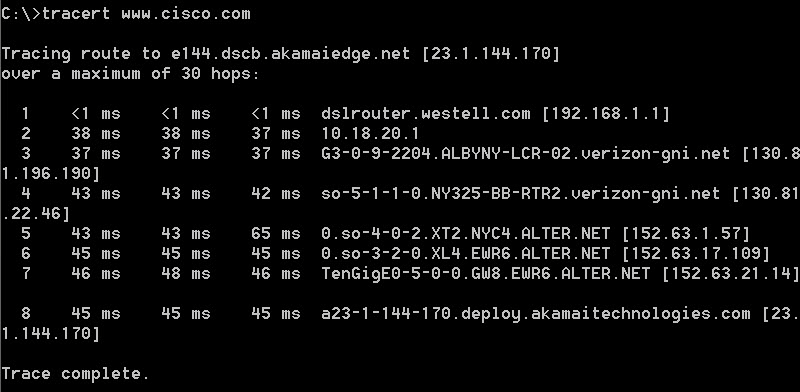 C:\>tracert www.cisco.com
Tracing route to e144.dscb.akamaiedge.net [23.1.144.170]
over a maximum of 30 hops:
1 <1 ms <1 ms <1 ms dslrouter.westell.com [192.168.1.1]
2 38 ms 38 ms 37 ms 10.18.20.1
3 37 ms 37 ms 37 ms G3-0-9-2204.ALBYNY-LCR-02.verizon-gni.net [130.8
1.196.190]
4 43 ms 43 ms 42 ms so-5-1-1-0.NY325-BB-RTR2.verizon-gni.net [130.81
.22.46]
5 43 ms 43 ms 65 ms 0.so-4-0-2.XT2.NYC4.ALTER.NET [152.63.1.57]
6 45 ms 45 ms 45 ms 0.so-3-2-0.XL4.EWR6.ALTER.NET [152.63.17.109]
7 46 ms 48 ms 46 ms TenGigE0-5-0-0.GW8.EWR6.ALTER.NET [152.63.21.14]
8 45 ms 45 ms 45 ms a23-1-144-170.deploy.akamaitechnologies.com [23.
1.144.170]
Trace complete.